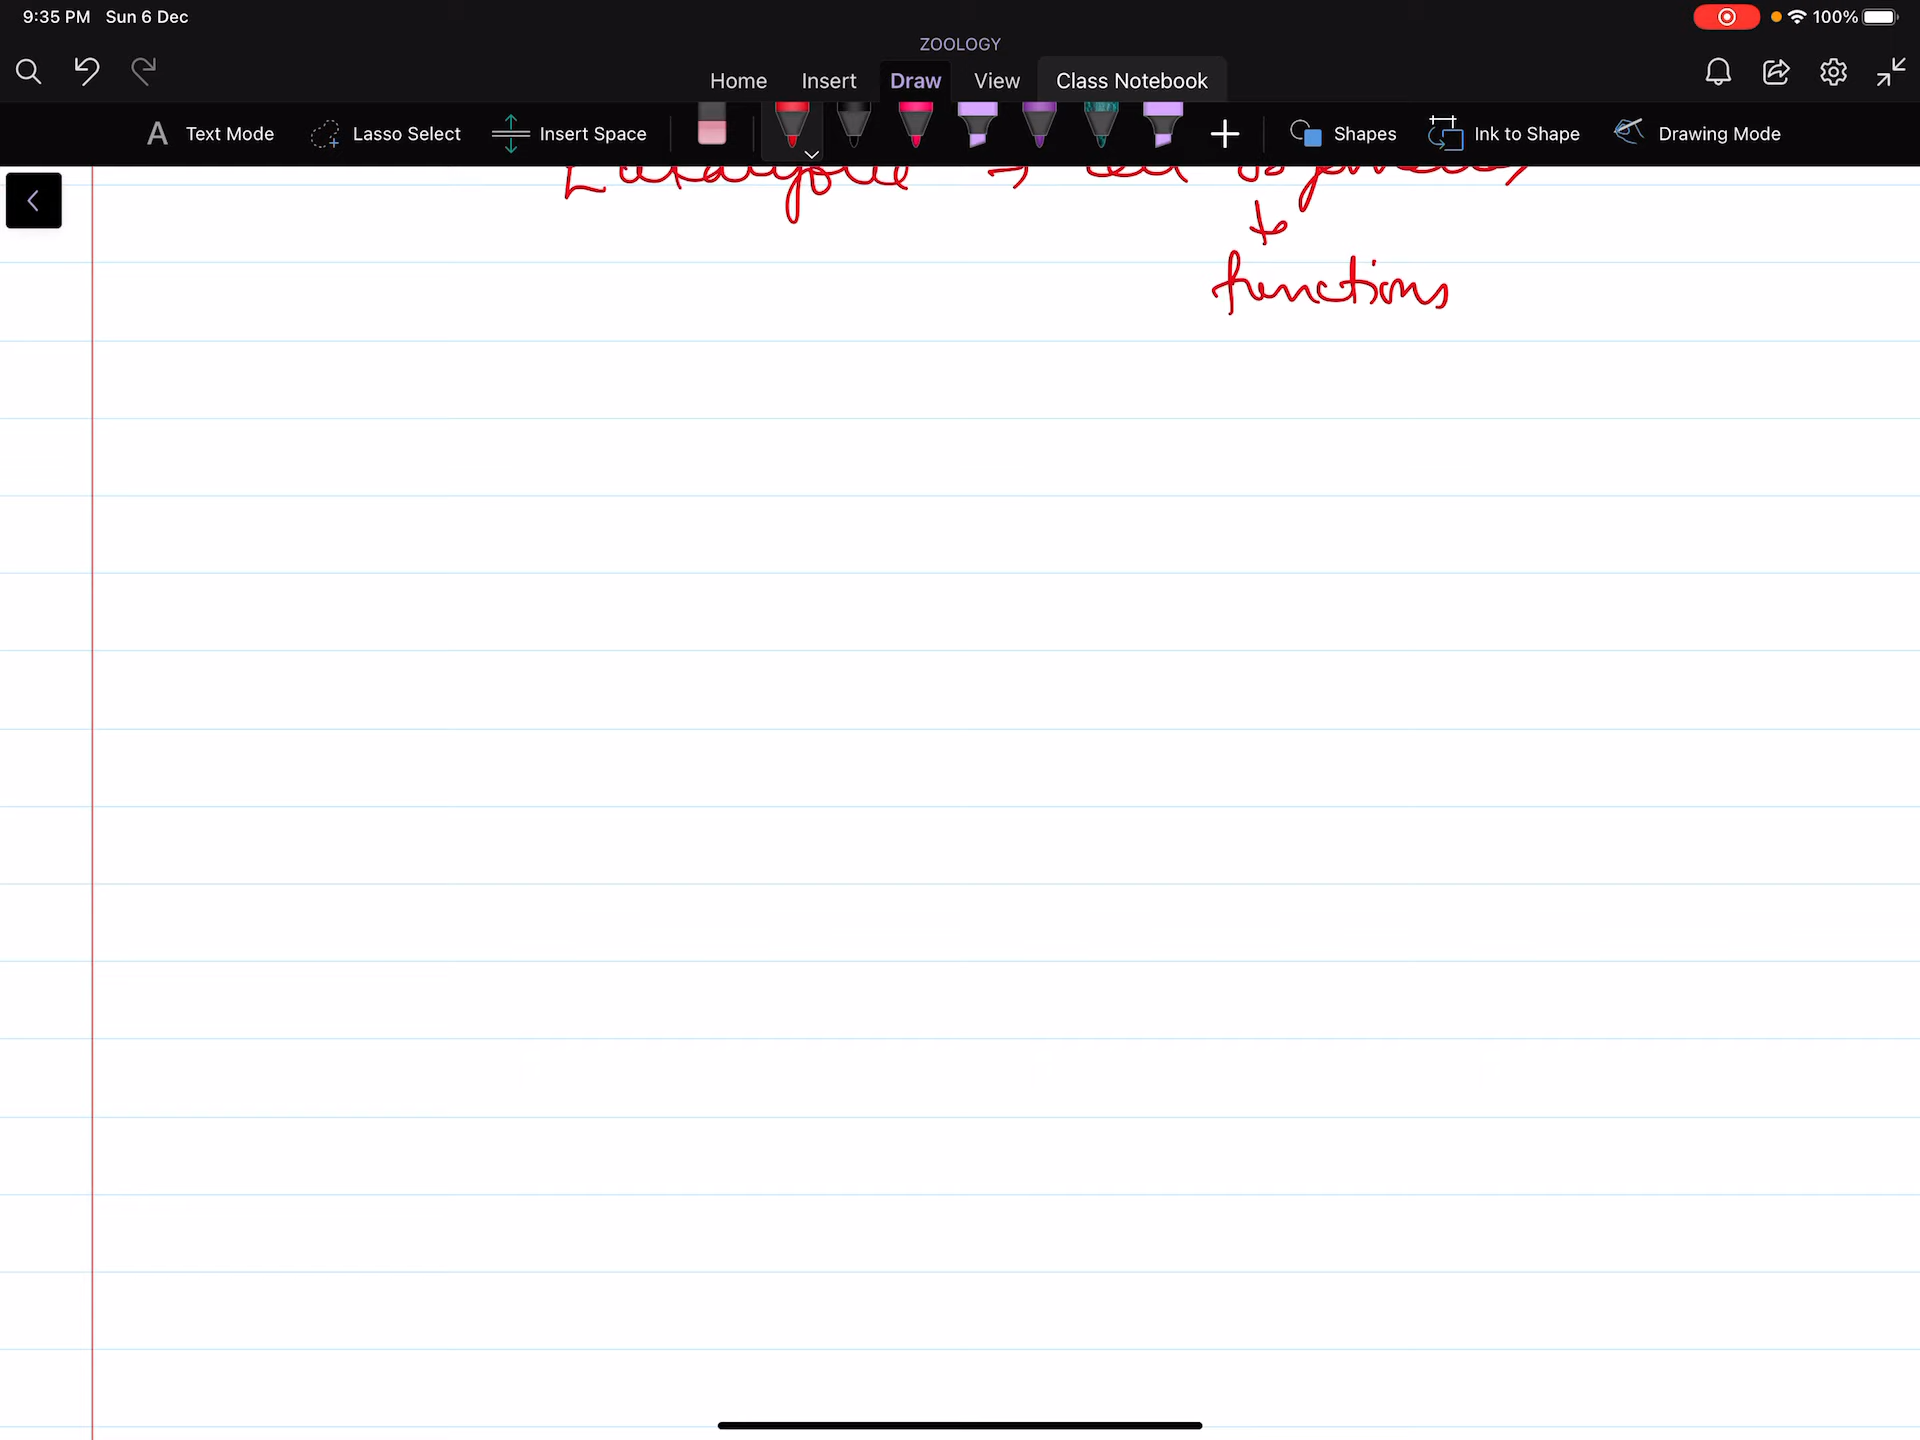 9:35 PM Sun 6 Dec
100%
ZOOLOGY
Home Insert Draw View Class Notebook
Text Mode Lasso Select Insert Space Shapes Ink to Shape Drawing Mode
to
functions